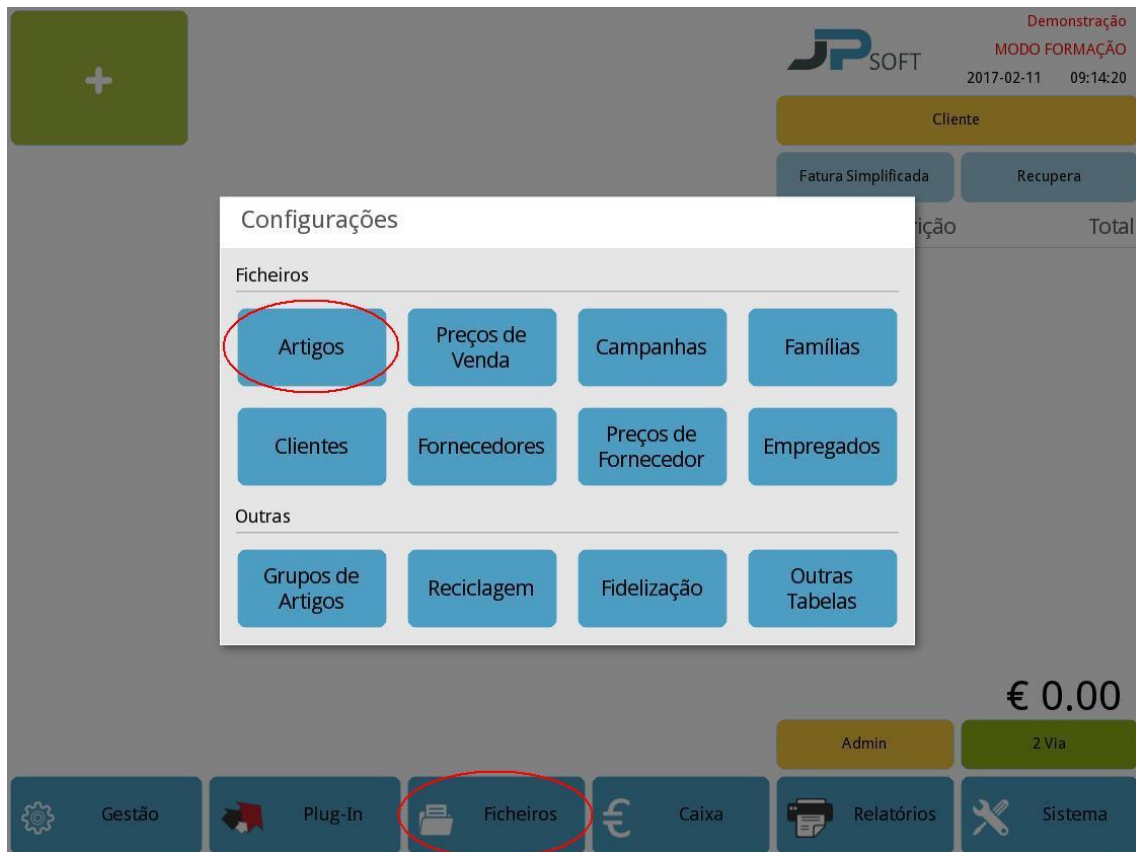 JP SOFT
Demonstração
MODO FORMAÇÃO
2017-02-11 09:14:20
Cliente
Fatura Simplificada Recupera
rição Total
Configurações
Ficheiros
Artigos
Preços de
Venda
Campanhas
Famílias
Clientes
Fornecedores
Preços de
Fornecedor
Empregados
Outras
Grupos de
Artigos
Reciclagem
Fidelização
Outras
Tabelas
€ 0.00
Admin 2 Via
Gestão Plug-In Ficheiros Caixa Relatórios Sistema